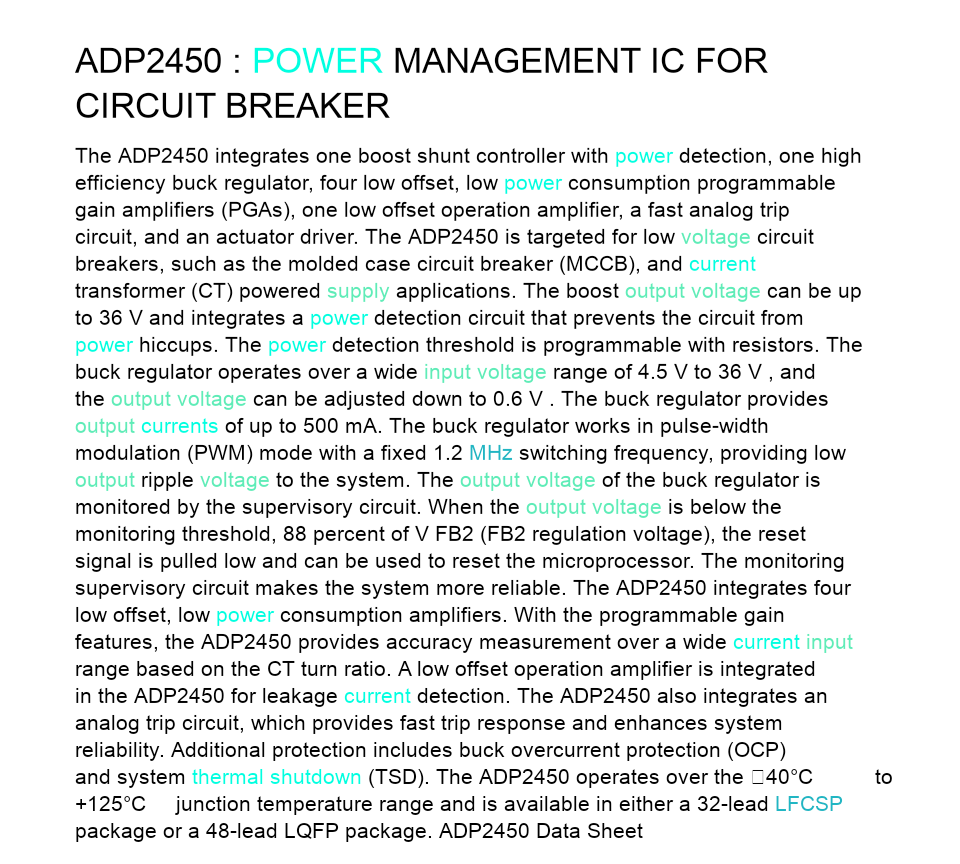 ADP2450 : POWER MANAGEMENT IC FOR
CIRCUIT BREAKER
The ADP2450 integrates one boost shunt controller with power detection, one high
efficiency buck regulator, four low offset, low power consumption programmable
gain amplifiers (PGAs), one low offset operation amplifier, a fast analog trip
circuit, and an actuator driver. The ADP2450 is targeted for low voltage circuit
breakers, such as the molded case circuit breaker (MCCB), and current
transformer (CT) powered supply applications. The boost output voltage can be up
to 36 V and integrates a power detection circuit that prevents the circuit from
power hiccups. The power detection threshold is programmable with resistors. The
buck regulator operates over a wide input voltage range of 4.5 V to 36 V , and
the output voltage can be adjusted down to 0.6 V . The buck regulator provides
output currents of up to 500 mA. The buck regulator works in pulse-width
modulation (PWM) mode with a fixed 1.2 MHz switching frequency, providing low
output ripple voltage to the system. The output voltage of the buck regulator is
monitored by the supervisory circuit. When the output voltage is below the
monitoring threshold, 88 percent of V FB2 (FB2 regulation voltage), the reset
signal is pulled low and can be used to reset the microprocessor. The monitoring
supervisory circuit makes the system more reliable. The ADP2450 integrates four
low offset, low power consumption amplifiers. With the programmable gain
features, the ADP2450 provides accuracy measurement over a wide current input
range based on the CT turn ratio. A low offset operation amplifier is integrated
in the ADP2450 for leakage current detection. The ADP2450 also integrates an
analog trip circuit, which provides fast trip response and enhances system
reliability. Additional protection includes buck overcurrent protection (OCP)
and system thermal shutdown (TSD). The ADP2450 operates over the □40°C to
+125°C junction temperature range and is available in either a 32-lead LFCSP
package or a 48-lead LQFP package. ADP2450 Data Sheet